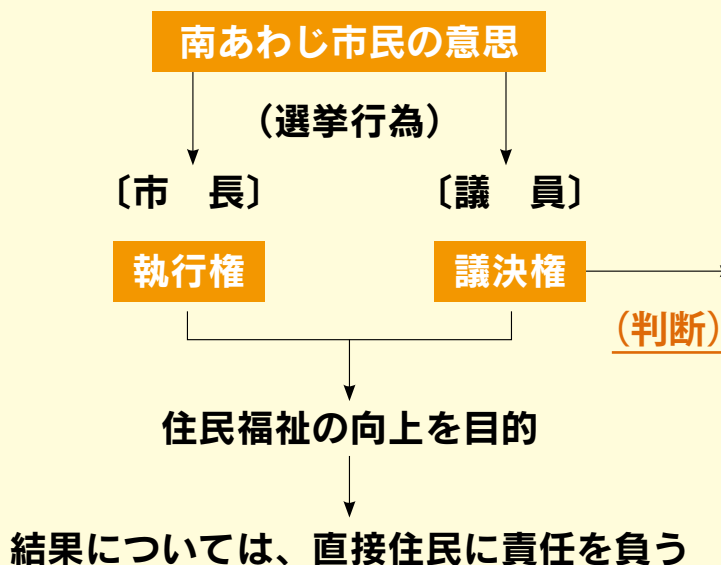 南あわじ市民の意思
（選挙行為）
〔市　長〕　〔議　員〕
執行権　議決権
（判断）
住民福祉の向上を目的
結果については、直接住民に責任を負う